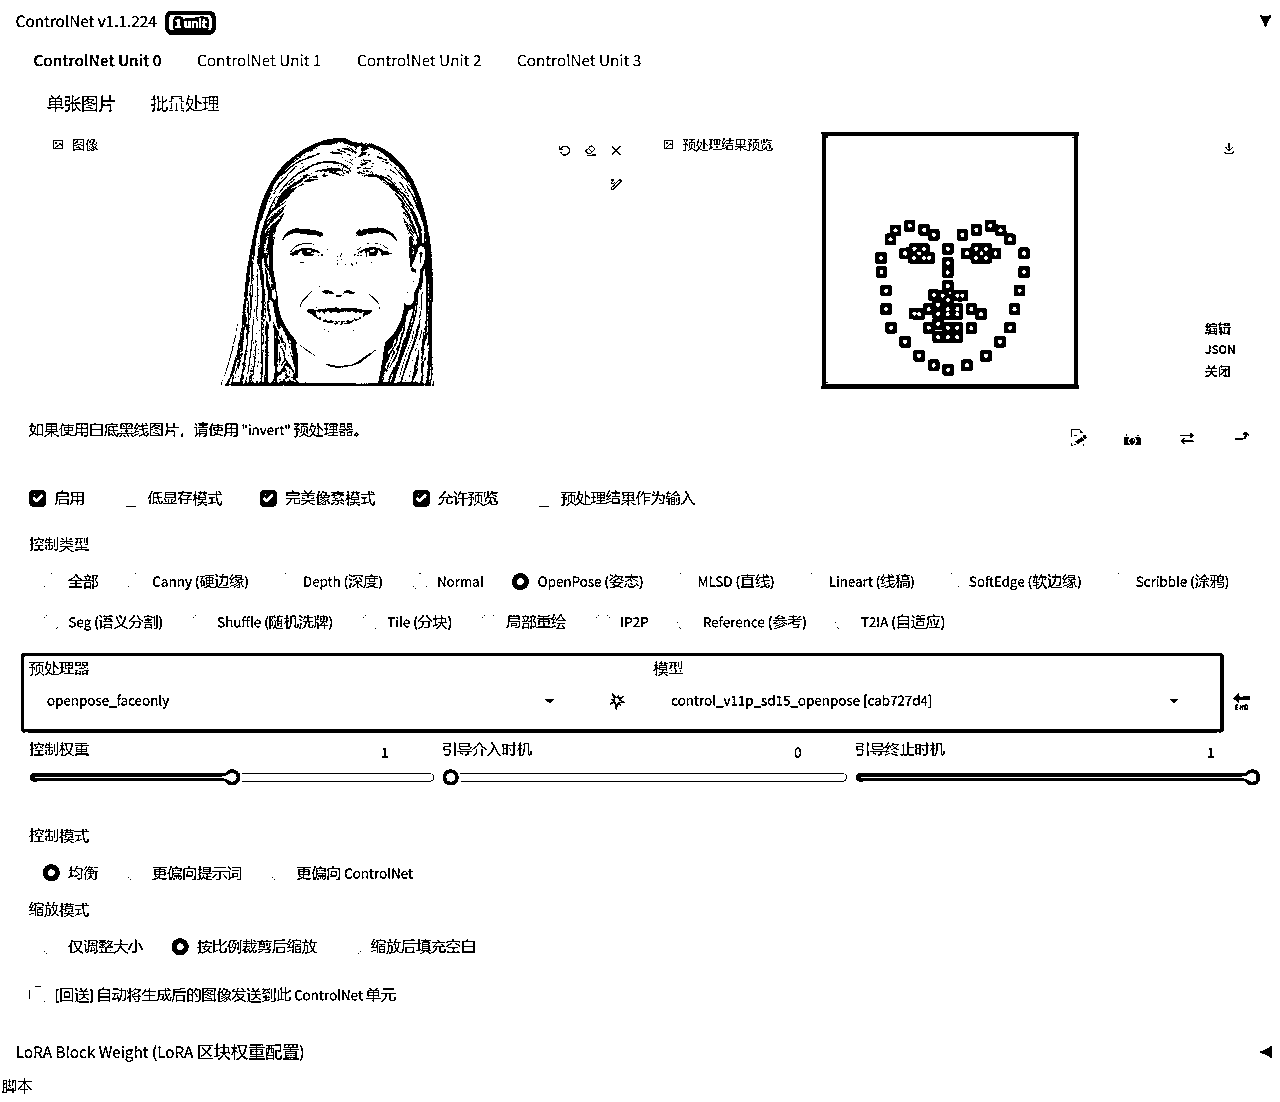 ControlNet v1.1.224 [1 unit]
ControlNet Unit 0 ControlNet Unit 1 ControlNet Unit 2 ControlNet Unit 3
单张图片 批量处理
图像 预处理结果预览
编辑
JSON
关闭
如果使用白底黑线图片，请使用 "invert" 预处理器。
启用 低显存模式 完美像素模式 允许预览 预处理结果作为输入
控制类型
全部 Canny (硬边缘) Depth (深度) Normal OpenPose (姿态) MLSD (直线) Lineart (线稿) SoftEdge (软边缘) Scribble (涂鸦)
Seg (语义分割) Shuffle (随机洗牌) Tile (分块) 局部重绘 IP2P Reference (参考) T2IA (自适应)
预处理器 模型
openpose_faceonly control_v11p_sd15_openpose [cab727d4]
END
控制权重 1 引导介入时机 0 引导终止时机 1
控制模式
均衡 更偏向提示词 更偏向 ControlNet
缩放模式
仅调整大小 按比例裁剪后缩放 缩放后填充空白
[回送] 自动将生成后的图像发送到此 ControlNet 单元
LoRA Block Weight (LoRA 区块权重配置)
脚本